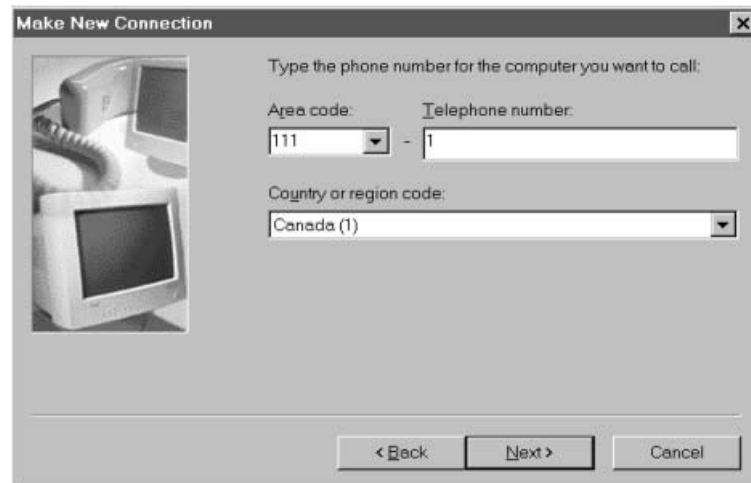 Make New Connection
Type the phone number for the computer you want to call:
Area code: Telephone number:
111 - 1
Country or region code:
Canada (1)
< Back Next > Cancel